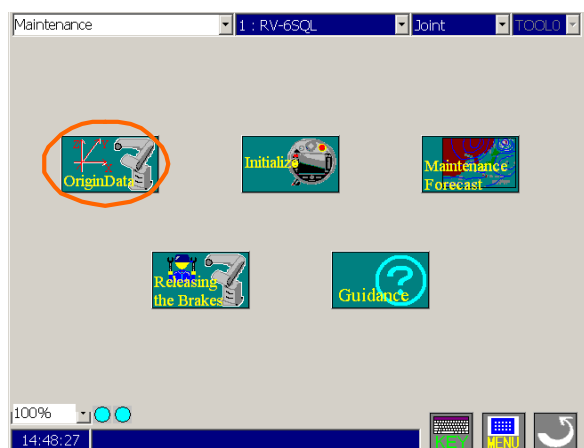 Maintenance
1 : RV-6SQL
Joint
TOOL0
OriginData
Initialize
Maintenance
Forecast
Releasing
the Brakes
Guidance
?
100%
14:48:27
KEY
MENU